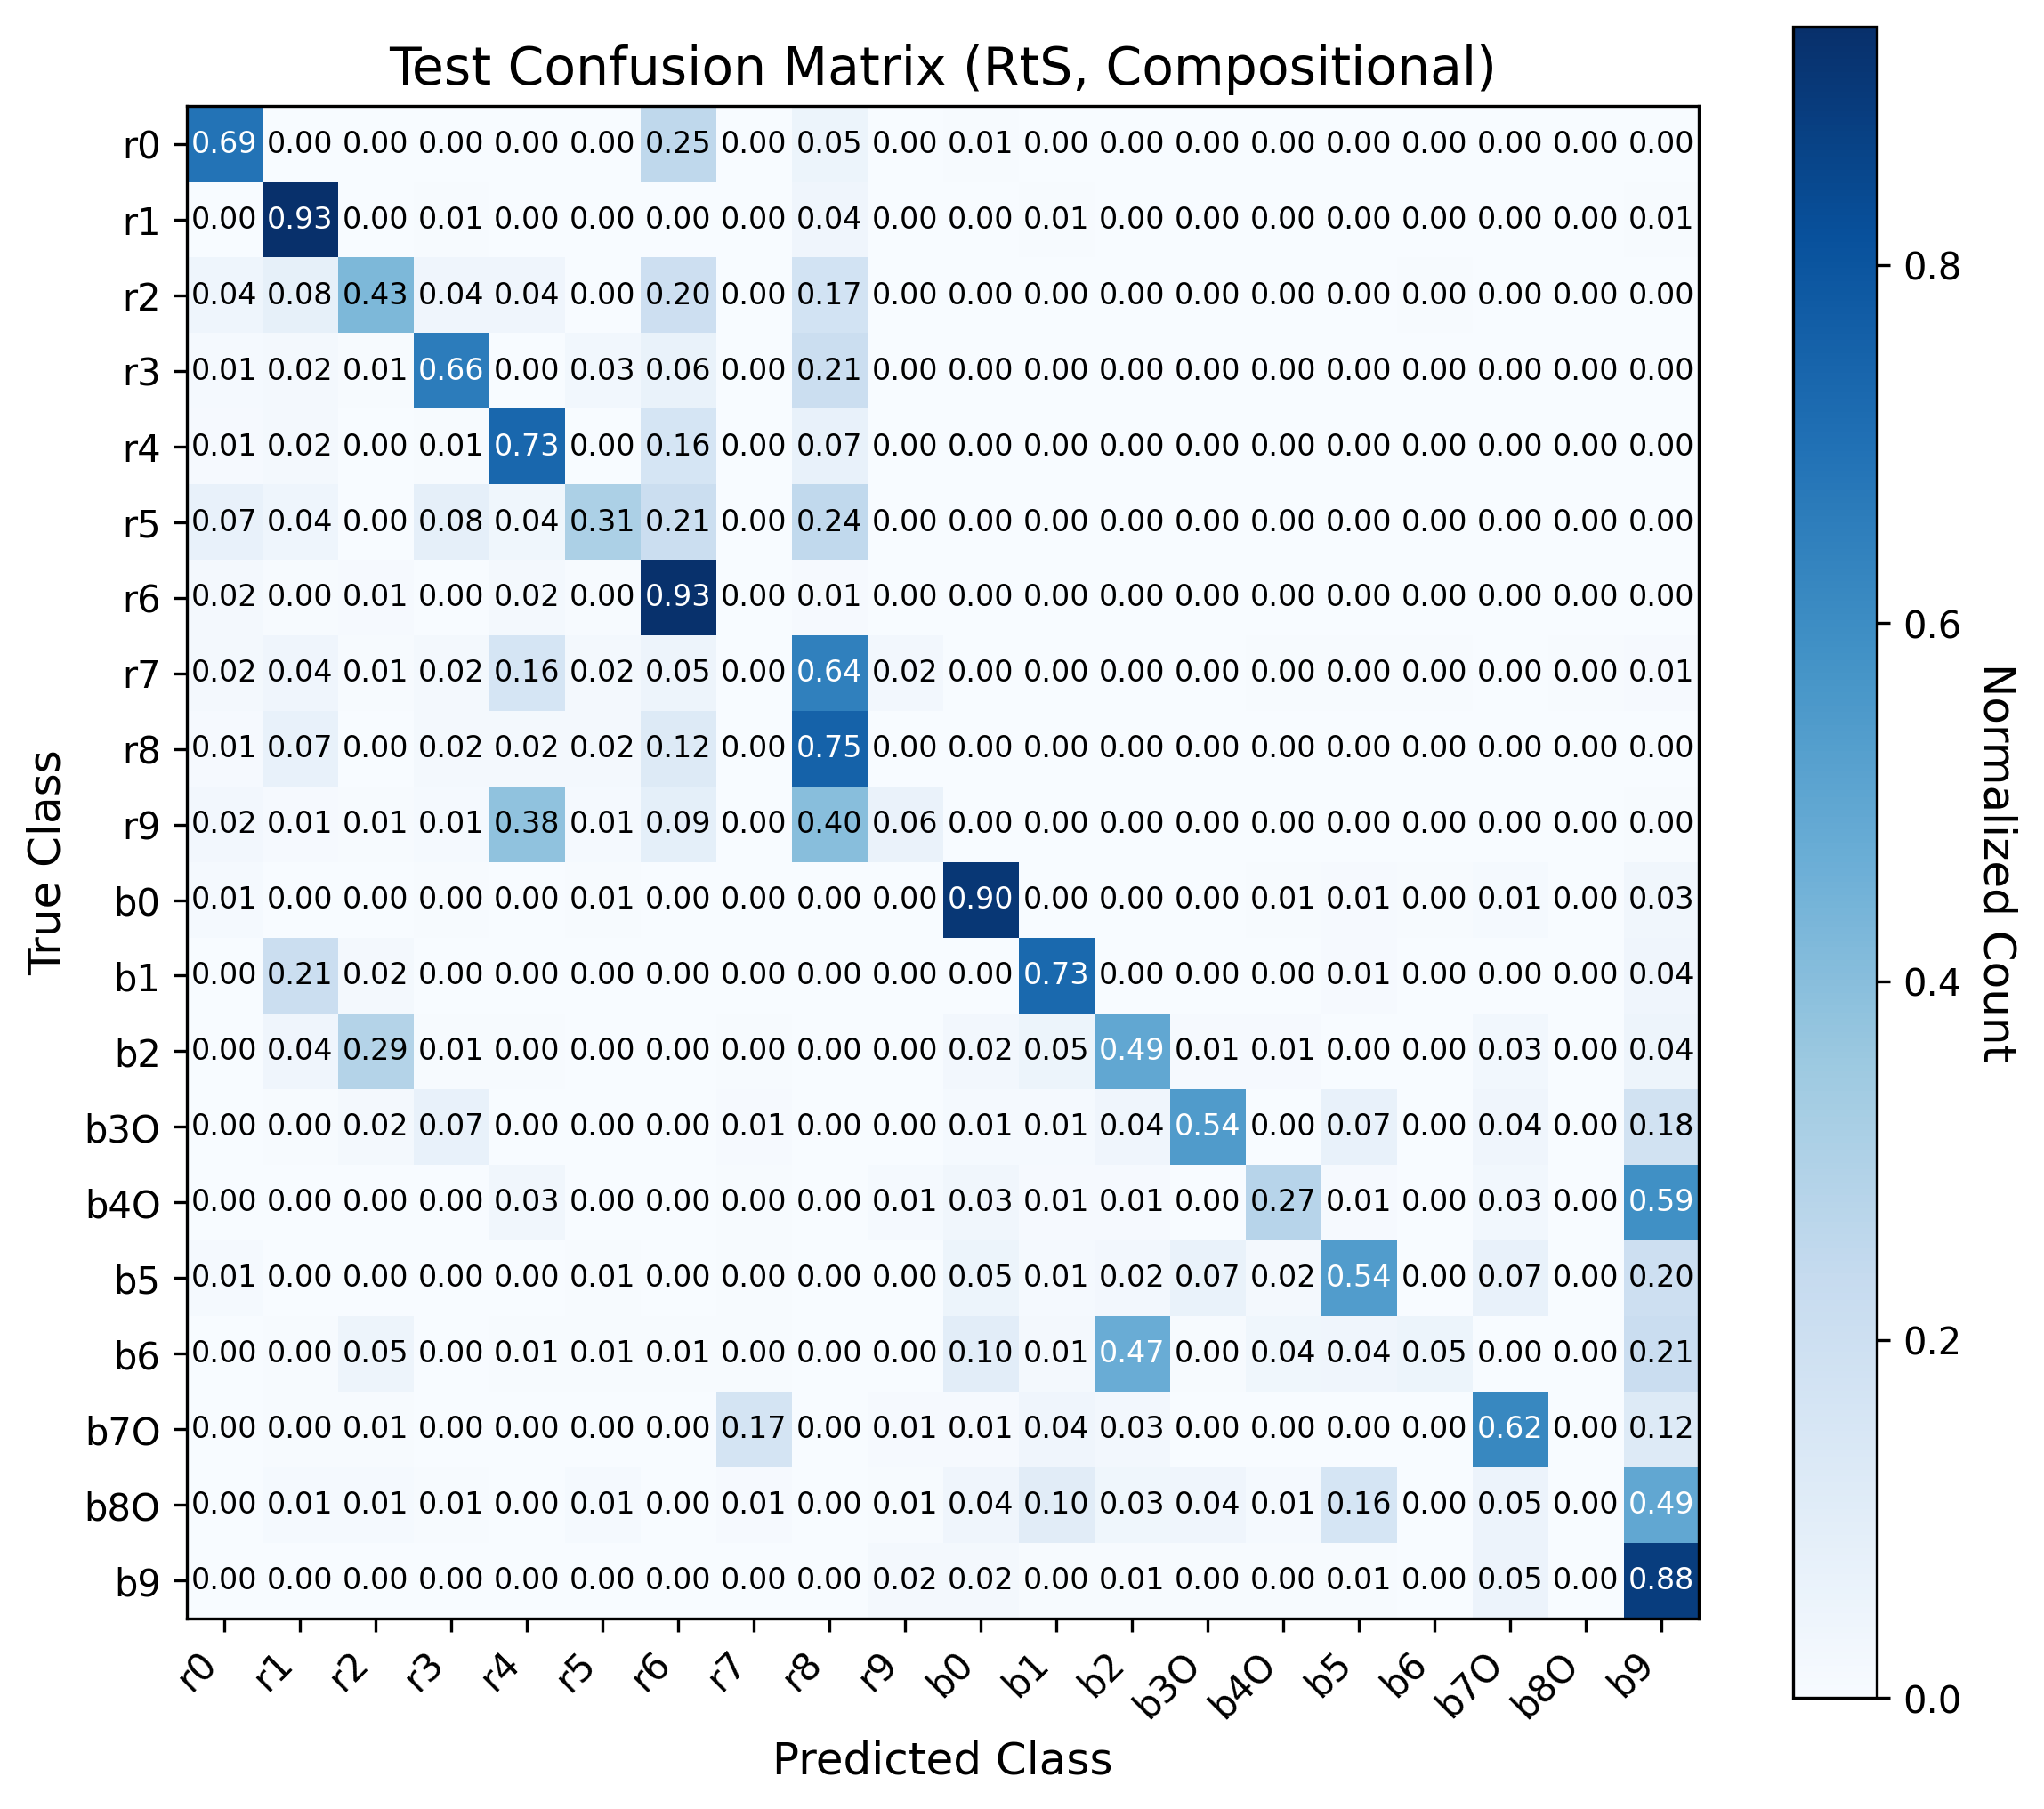 Test Confusion Matrix (RtS, Compositional)
r0 0.69 0.00 0.00 0.00 0.00 0.00 0.25 0.00 0.05 0.00 0.01 0.00 0.00 0.00 0.00 0.00 0.00 0.00 0.00 0.00
r1 0.00 0.93 0.00 0.01 0.00 0.00 0.00 0.00 0.04 0.00 0.00 0.01 0.00 0.00 0.00 0.00 0.00 0.00 0.00 0.01
r2 0.04 0.08 0.43 0.04 0.04 0.00 0.20 0.00 0.17 0.00 0.00 0.00 0.00 0.00 0.00 0.00 0.00 0.00 0.00 0.00
r3 0.01 0.02 0.01 0.66 0.00 0.03 0.06 0.00 0.21 0.00 0.00 0.00 0.00 0.00 0.00 0.00 0.00 0.00 0.00 0.00
r4 0.01 0.02 0.00 0.01 0.73 0.00 0.16 0.00 0.07 0.00 0.00 0.00 0.00 0.00 0.00 0.00 0.00 0.00 0.00 0.00
r5 0.07 0.04 0.00 0.08 0.04 0.31 0.21 0.00 0.24 0.00 0.00 0.00 0.00 0.00 0.00 0.00 0.00 0.00 0.00 0.00
r6 0.02 0.00 0.01 0.00 0.02 0.00 0.93 0.00 0.01 0.00 0.00 0.00 0.00 0.00 0.00 0.00 0.00 0.00 0.00 0.00
r7 0.02 0.04 0.01 0.02 0.16 0.02 0.05 0.00 0.64 0.02 0.00 0.00 0.00 0.00 0.00 0.00 0.00 0.00 0.00 0.01
r8 0.01 0.07 0.00 0.02 0.02 0.02 0.12 0.00 0.75 0.00 0.00 0.00 0.00 0.00 0.00 0.00 0.00 0.00 0.00 0.00
r9 0.02 0.01 0.01 0.01 0.38 0.01 0.09 0.00 0.40 0.06 0.00 0.00 0.00 0.00 0.00 0.00 0.00 0.00 0.00 0.00
b0 0.01 0.00 0.00 0.00 0.00 0.01 0.00 0.00 0.00 0.00 0.90 0.00 0.00 0.00 0.01 0.01 0.00 0.01 0.00 0.03
b1 0.00 0.21 0.02 0.00 0.00 0.00 0.00 0.00 0.00 0.00 0.00 0.73 0.00 0.00 0.00 0.01 0.00 0.00 0.00 0.04
b2 0.00 0.04 0.29 0.01 0.00 0.00 0.00 0.00 0.00 0.00 0.02 0.05 0.49 0.01 0.01 0.00 0.00 0.03 0.00 0.04
b3O 0.00 0.00 0.02 0.07 0.00 0.00 0.00 0.01 0.00 0.00 0.01 0.01 0.04 0.54 0.00 0.07 0.00 0.04 0.00 0.18
b4O 0.00 0.00 0.00 0.00 0.03 0.00 0.00 0.00 0.00 0.01 0.03 0.01 0.01 0.00 0.27 0.01 0.00 0.03 0.00 0.59
b5 0.01 0.00 0.00 0.00 0.00 0.01 0.00 0.00 0.00 0.00 0.05 0.01 0.02 0.07 0.02 0.54 0.00 0.07 0.00 0.20
b6 0.00 0.00 0.05 0.00 0.01 0.01 0.01 0.00 0.00 0.00 0.10 0.01 0.47 0.00 0.04 0.04 0.05 0.00 0.00 0.21
b7O 0.00 0.00 0.01 0.00 0.00 0.00 0.00 0.17 0.00 0.01 0.01 0.04 0.03 0.00 0.00 0.00 0.00 0.62 0.00 0.12
b8O 0.00 0.01 0.01 0.01 0.00 0.01 0.00 0.01 0.00 0.01 0.04 0.10 0.03 0.04 0.01 0.16 0.00 0.05 0.00 0.49
b9 0.00 0.00 0.00 0.00 0.00 0.00 0.00 0.00 0.00 0.02 0.02 0.00 0.01 0.00 0.00 0.01 0.00 0.05 0.00 0.88
r0 r1 r2 r3 r4 r5 r6 r7 r8 r9 b0 b1 b2 b3O b4O b5 b6 b7O b8O b9
Predicted Class
True Class
0.8
0.6
0.4
0.2
0.0
Normalized Count